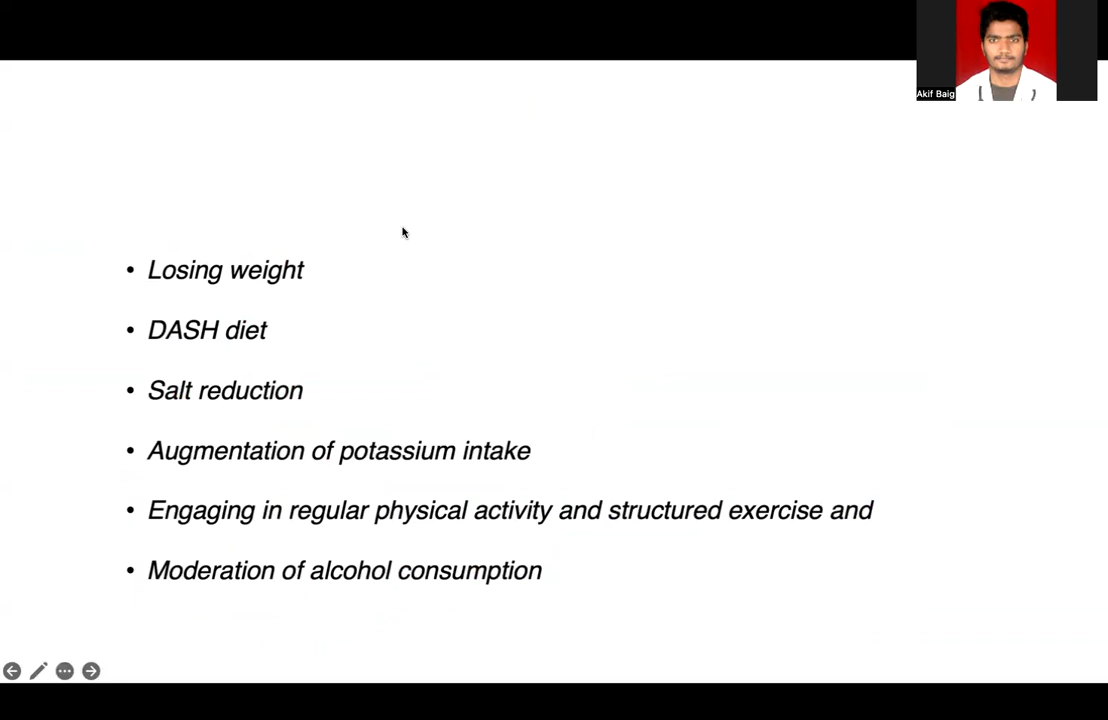 Akif Baig
• Losing weight
• DASH diet
• Salt reduction
• Augmentation of potassium intake
• Engaging in regular physical activity and structured exercise and
• Moderation of alcohol consumption